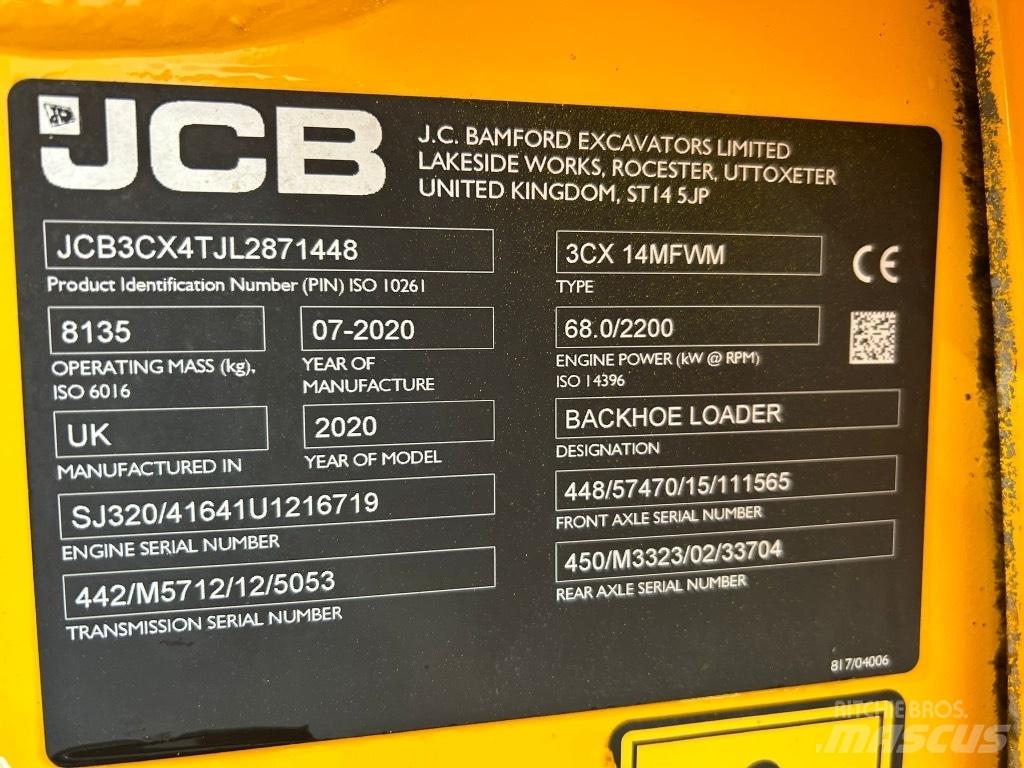 JCB
J.C. BAMFORD EXCAVATORS LIMITED
LAKESIDE WORKS, ROCESTER, UTTOXETER
UNITED KINGDOM, ST14 5JP
JCB3CX4TJL2871448
Product Identification Number (PIN) ISO 10261
3CX 14MFWM
TYPE
CE
8135
OPERATING MASS (kg),
ISO 6016
07-2020
YEAR OF
MANUFACTURE
68.0/2200
ENGINE POWER (kW @ RPM)
ISO 14396
UK
MANUFACTURED IN
2020
YEAR OF MODEL
BACKHOE LOADER
DESIGNATION
SJ320/41641U1216719
ENGINE SERIAL NUMBER
448/57470/15/111565
FRONT AXLE SERIAL NUMBER
442/M5712/12/5053
TRANSMISSION SERIAL NUMBER
450/M3323/02/33704
REAR AXLE SERIAL NUMBER
817/04006
RITCHIE BROS.
MASCUS